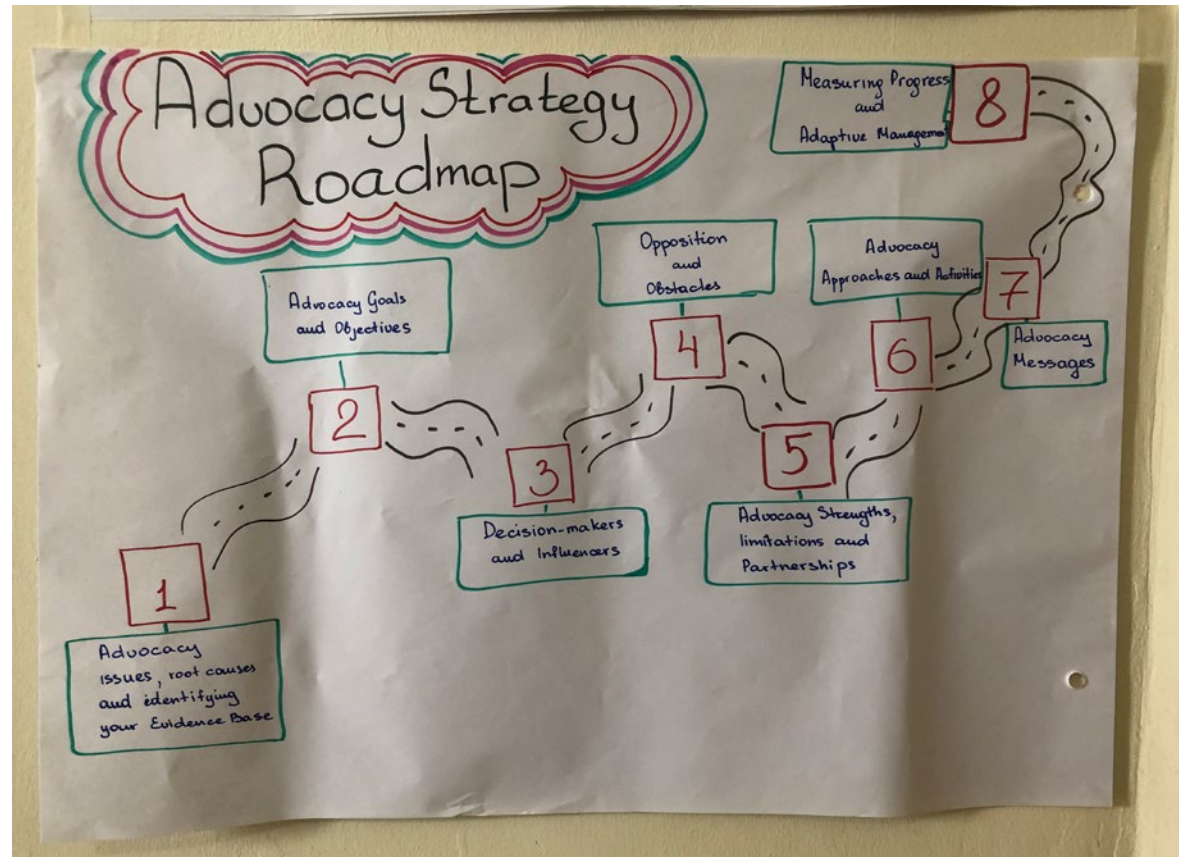 Advocacy Strategy
Roadmap
1
Advocacy
issues, root causes
and identifying
your Evidence Base
2
Advocacy Goals
and Objectives
3
Decision-makers
and Influencers
4
Opposition
and
Obstacles
5
Advocacy Strengths,
limitations and
Partnerships
6
Advocacy
Approaches and Activities
7
Advocacy
Messages
8
Measuring Progress
and
Adaptive Management